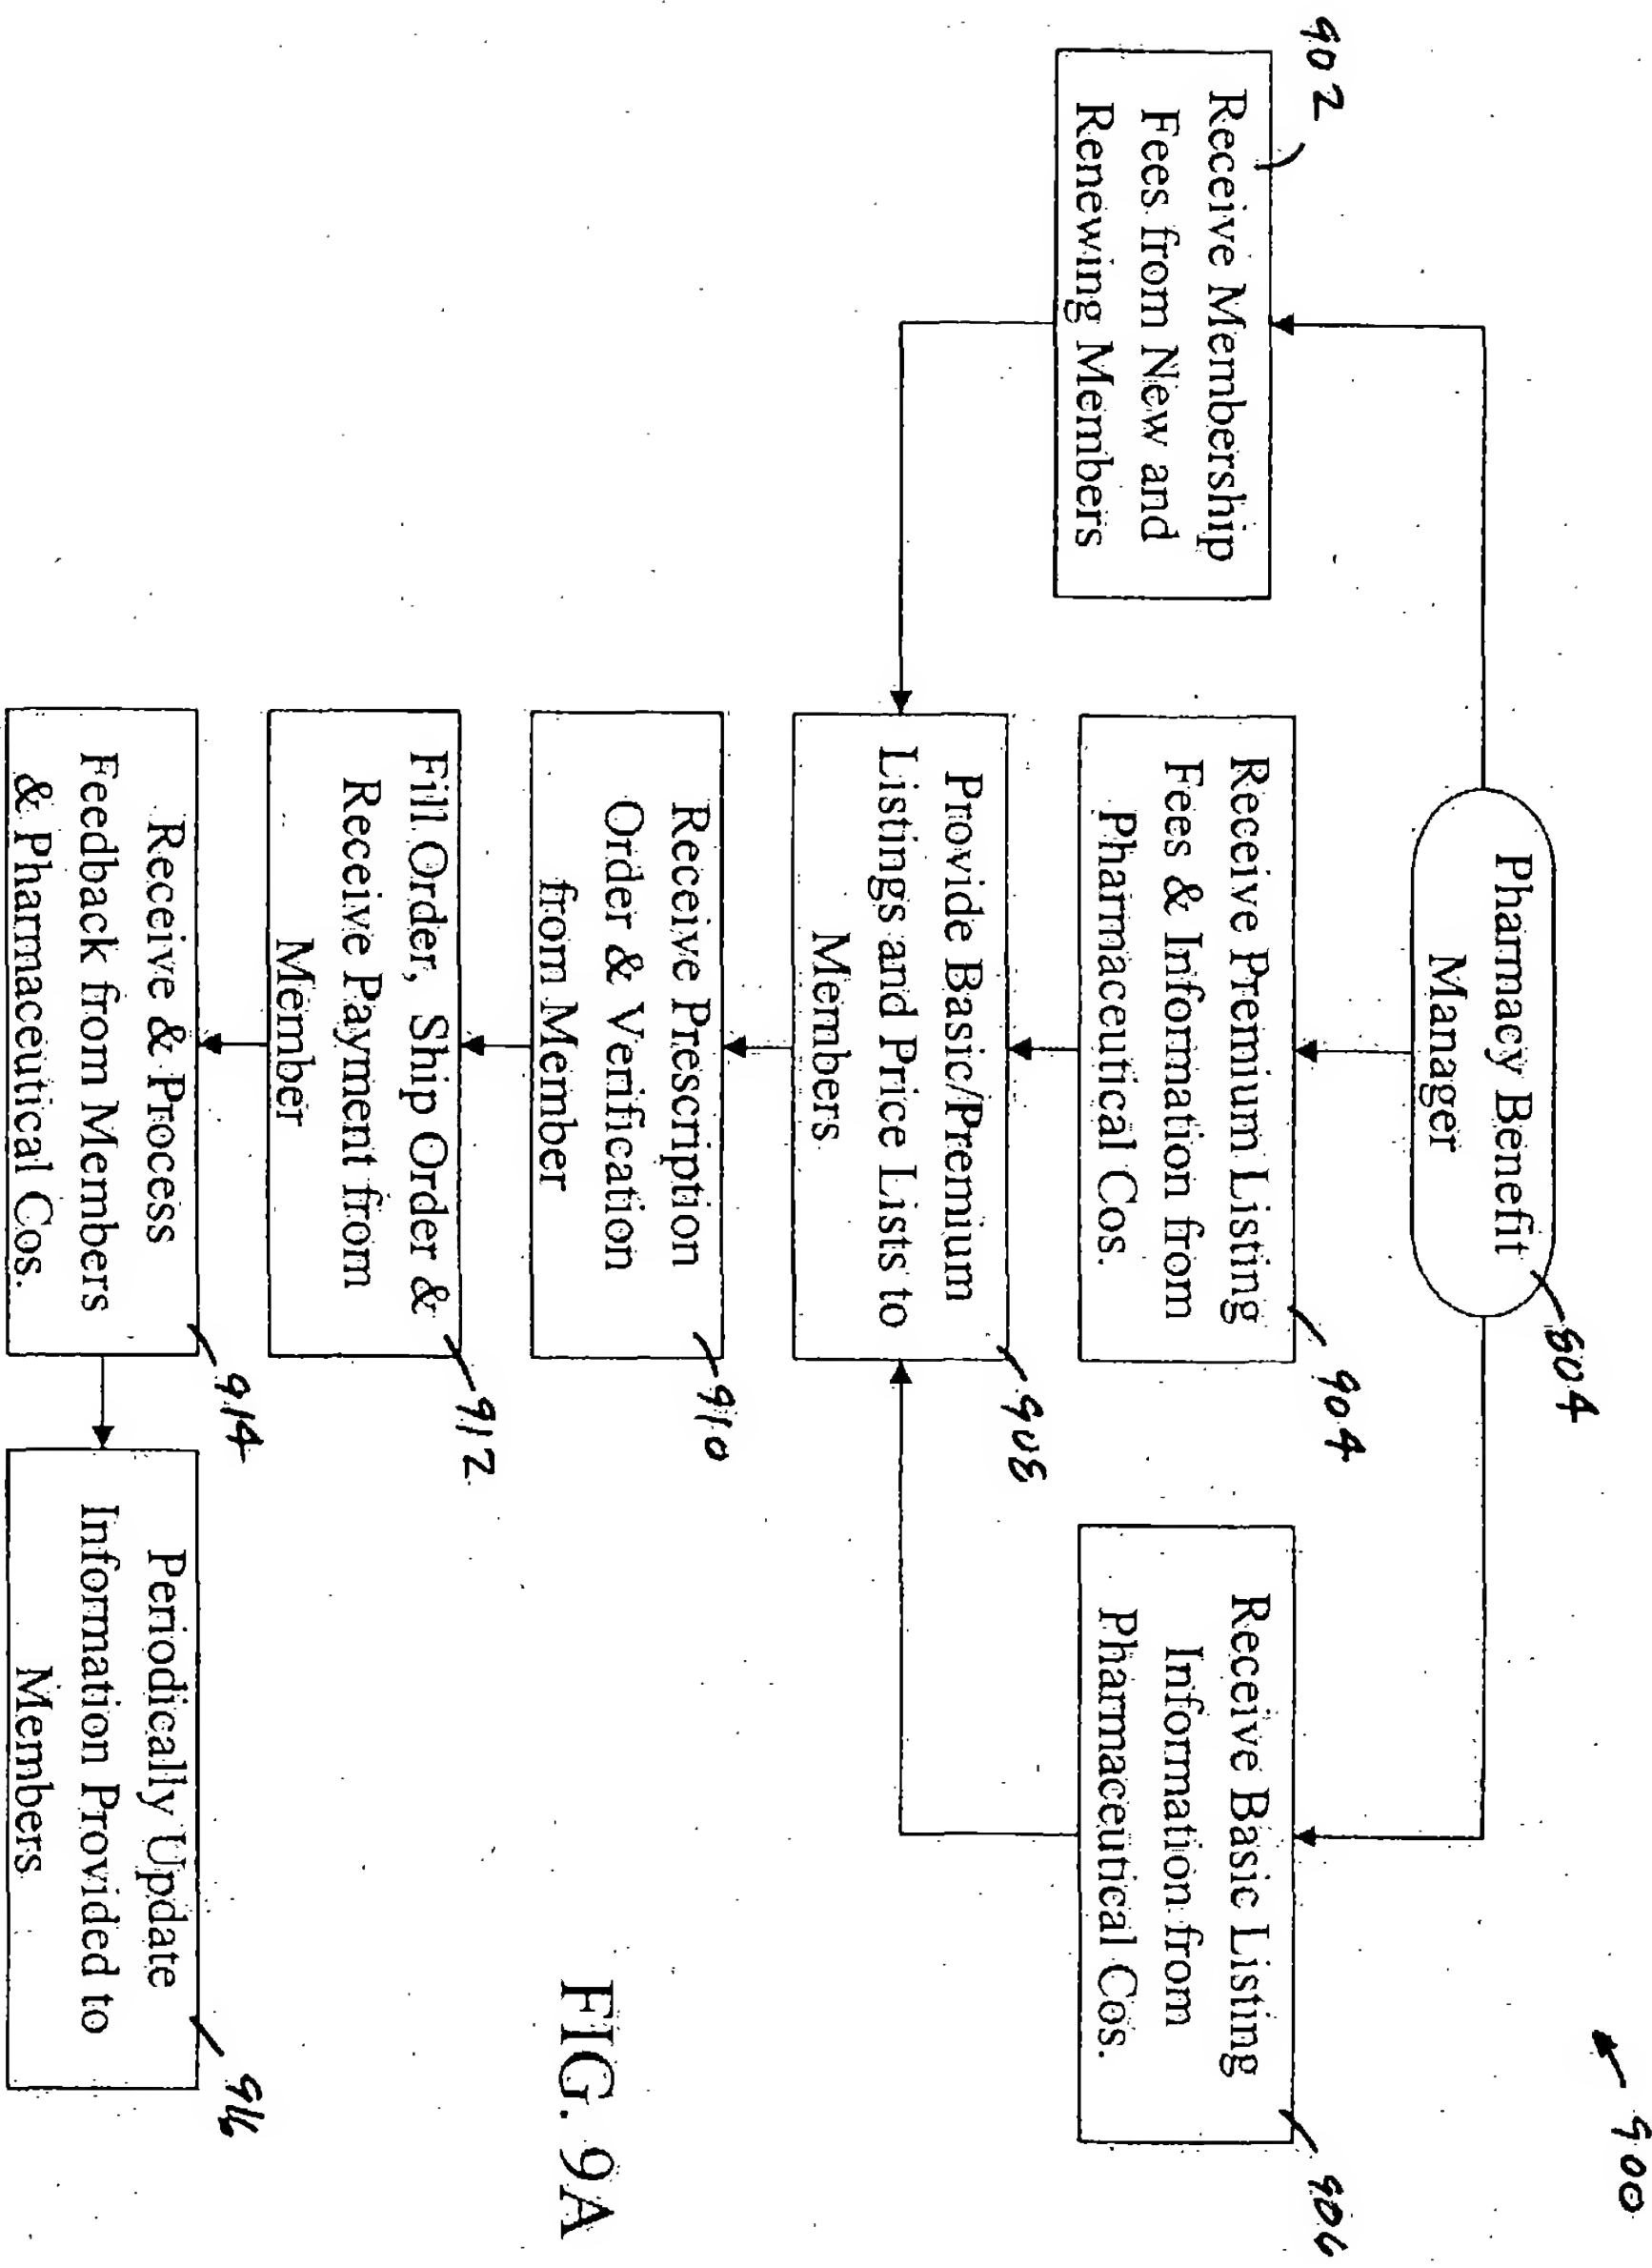 900
Pharmacy Benefit
Manager
804
902
Receive Membership
Fees from New and
Renewing Members
Receive Premium Listing
Fees & Information from
Pharmaceutical Cos.
904
Receive Basic Listing
Information from
Pharmaceutical Cos.
906
Provide Basic/Premium
Listings and Price Lists to
Members
908
Receive Prescription
Order & Verification
from Member
910
Fill Order, Ship Order &
Receive Payment from
Member
912
Receive & Process
Feedback from Members
& Pharmaceutical Cos.
914
Periodically Update
Information Provided to
Members
916
FIG. 9A